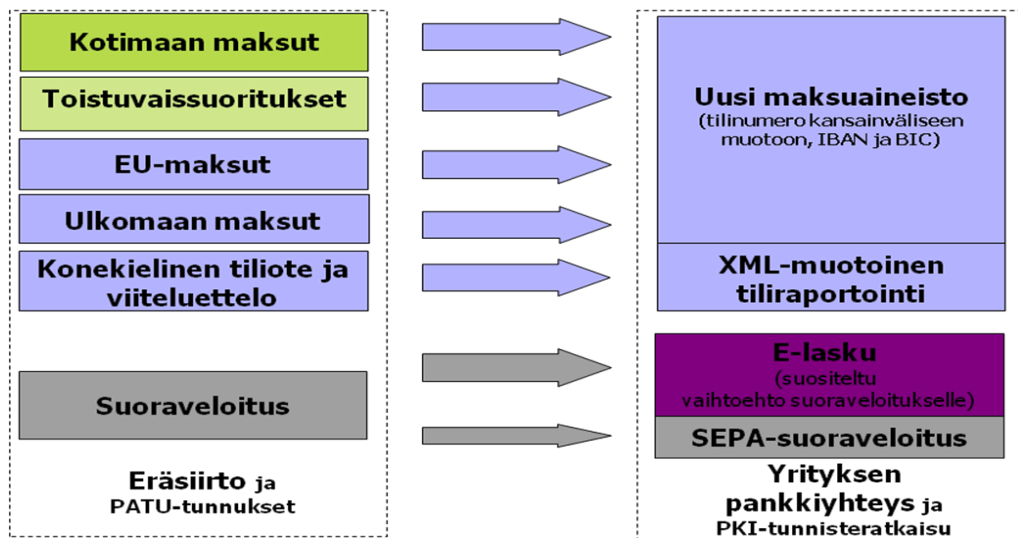 Kotimaan maksut
Toistuvaissuoritukset
EU-maksut
Ulkomaan maksut
Konekielinen tiliote ja
viiteluettelo
Suoraveloitus
Eräsiirto ja
PATU-tunnukset
Uusi maksuaineisto
(tilinumero kansainväliseen
muotoon, IBAN ja BIC)
XML-muotoinen
tiliraportointi
E-lasku
(suositeltu
vaihtoehto suoraveloitukselle)
SEPA-suoraveloitus
Yrityksen
pankkiyhteys ja
PKI-tunnisteratkaisu